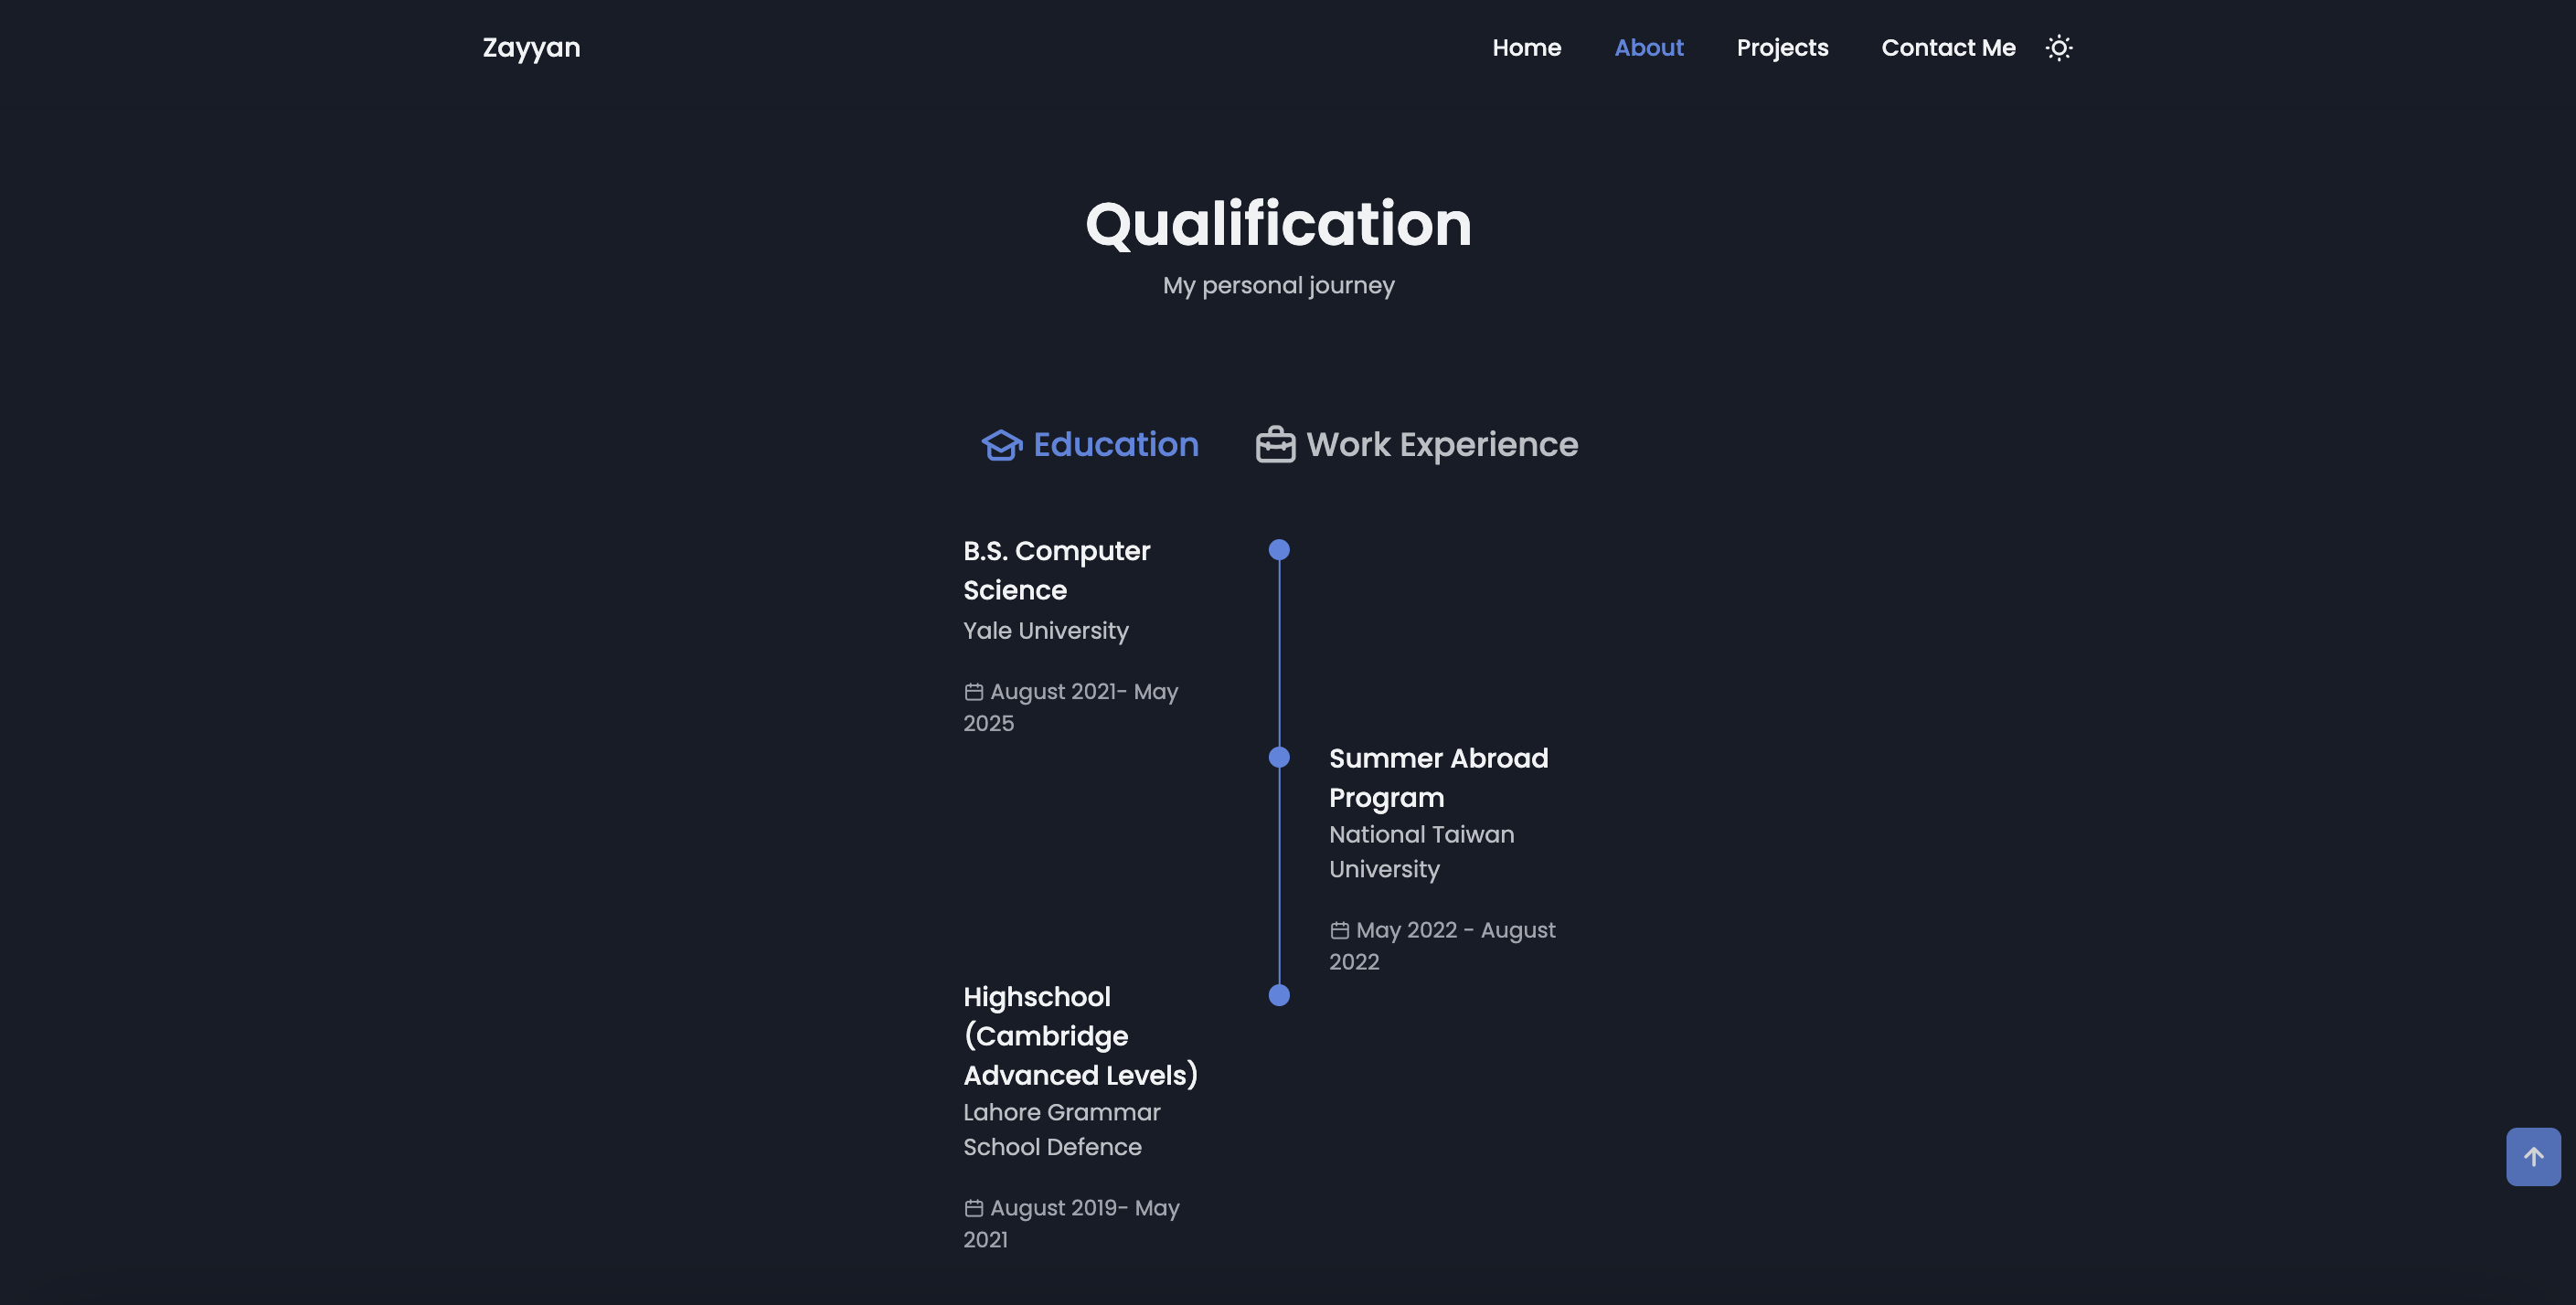 Zayyan
Home About Projects Contact Me
Qualification
My personal journey
Education Work Experience
B.S. Computer
Science
Yale University
August 2021- May
2025
Summer Abroad
Program
National Taiwan
University
May 2022 - August
2022
Highschool
(Cambridge
Advanced Levels)
Lahore Grammar
School Defence
August 2019- May
2021